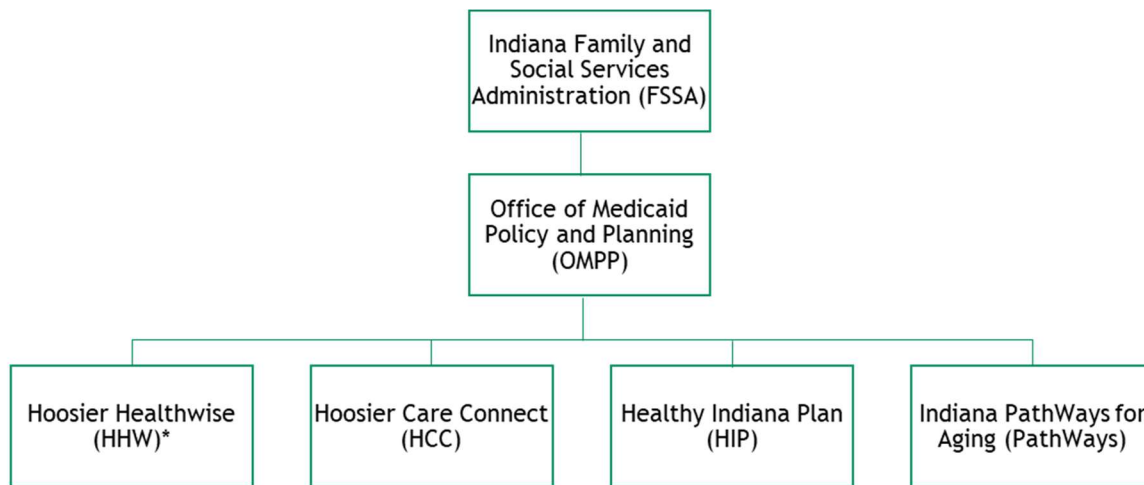 Indiana Family and
Social Services
Administration (FSSA)
Office of Medicaid
Policy and Planning
(OMPP)
Hoosier Healthwise
(HHW)*
Hoosier Care Connect
(HCC)
Healthy Indiana Plan
(HIP)
Indiana PathWays for
Aging (PathWays)